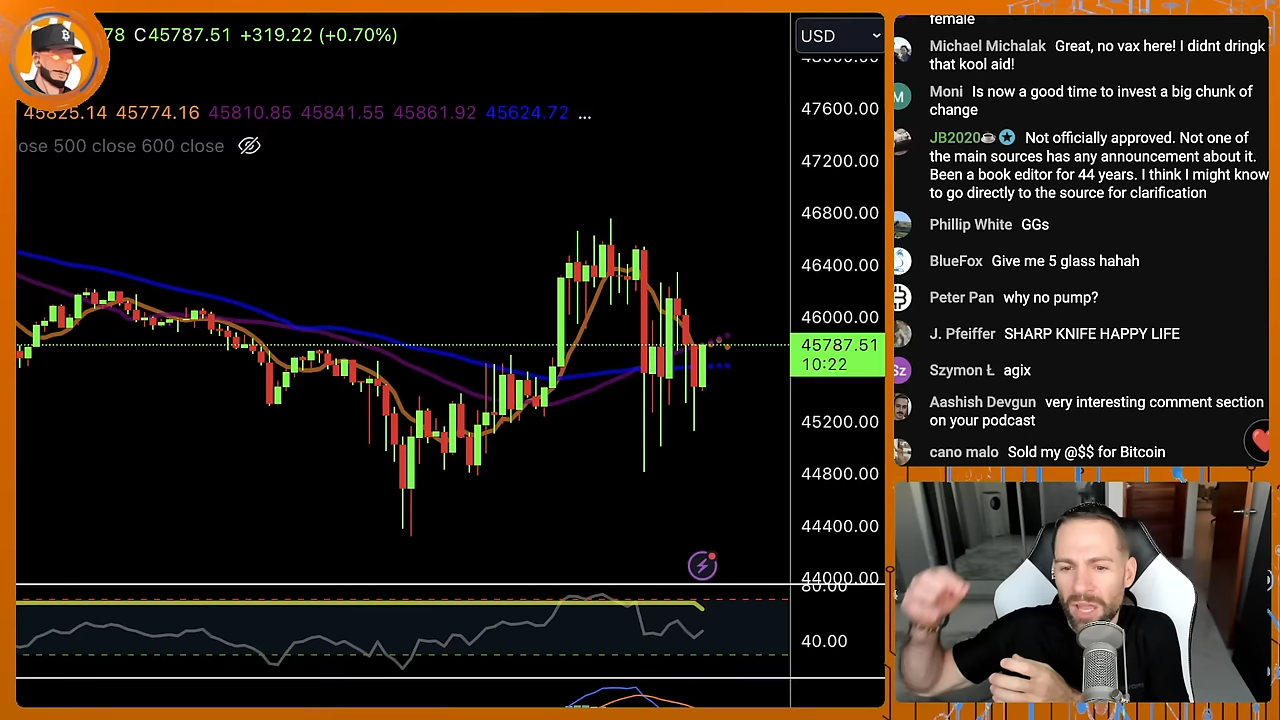 78 C45787.51 +319.22 (+0.70%)
45825.14 45774.16 45810.85 45841.55 45861.92 45624.72 ...
ose 500 close 600 close
USD
47600.00
47200.00
46800.00
46400.00
46000.00
45787.51
10:22
45200.00
44800.00
44400.00
44000.00
80.00
40.00
female
Michael Michalak Great, no vax here! I didnt dringk
that kool aid!
M
Moni Is now a good time to invest a big chunk of
change
JB2020 Not officially approved. Not one of
the main sources has any announcement about it.
Been a book editor for 44 years. I think I might know
to go directly to the source for clarification
Phillip White GGs
BlueFox Give me 5 glass hahah
Peter Pan why no pump?
J. Pfeiffer SHARP KNIFE HAPPY LIFE
Sz
Szymon Ł agix
Aashish Devgun very interesting comment section
on your podcast
cano malo Sold my @$$ for Bitcoin